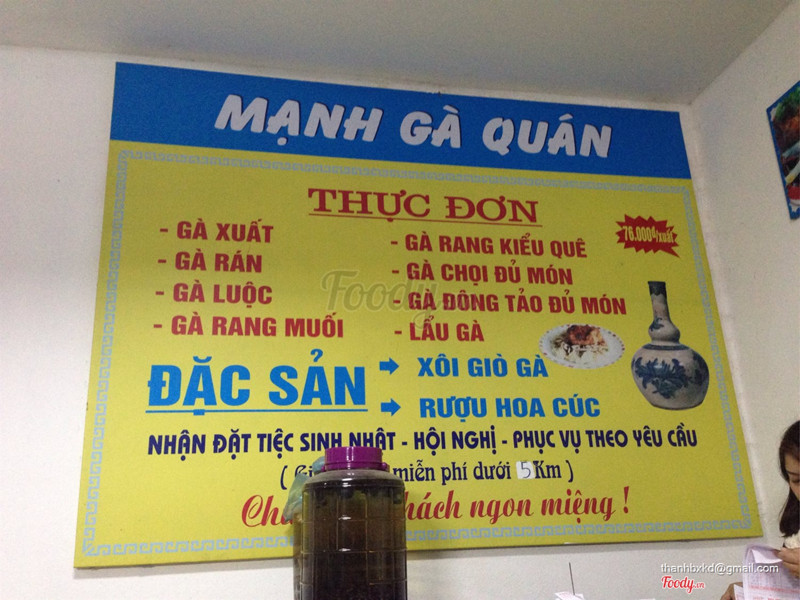 MẠNH GÀ QUÁN
THỰC ĐƠN
76.000đ/xuất
- GÀ XUẤT
- GÀ RÁN
- GÀ LUỘC
- GÀ RANG MUỐI
- GÀ RANG KIỂU QUÊ
- GÀ CHỌI ĐỦ MÓN
- GÀ ĐÔNG TẢO ĐỦ MÓN
- LẨU GÀ
Foody
ĐẶC SẢN
XÔI GIÒ GÀ
RƯỢU HOA CÚC
NHẬN ĐẶT TIỆC SINH NHẬT - HỘI NGHỊ - PHỤC VỤ THEO YÊU CẦU
( miễn phí dưới 5Km )
ngon miệng !
thanhbxkd@gmail.com
Foody.vn